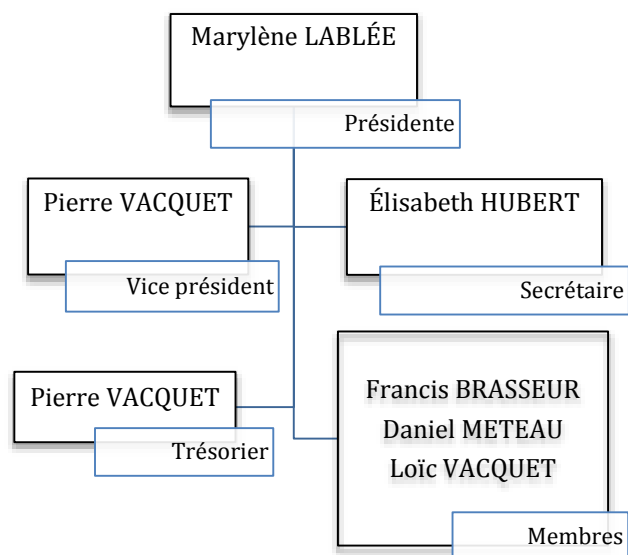 Marylène LABLÉE
Présidente
Pierre VACQUET
Vice président
Élisabeth HUBERT
Secrétaire
Pierre VACQUET
Trésorier
Francis BRASSEUR
Daniel METEAU
Loïc VACQUET
Membres